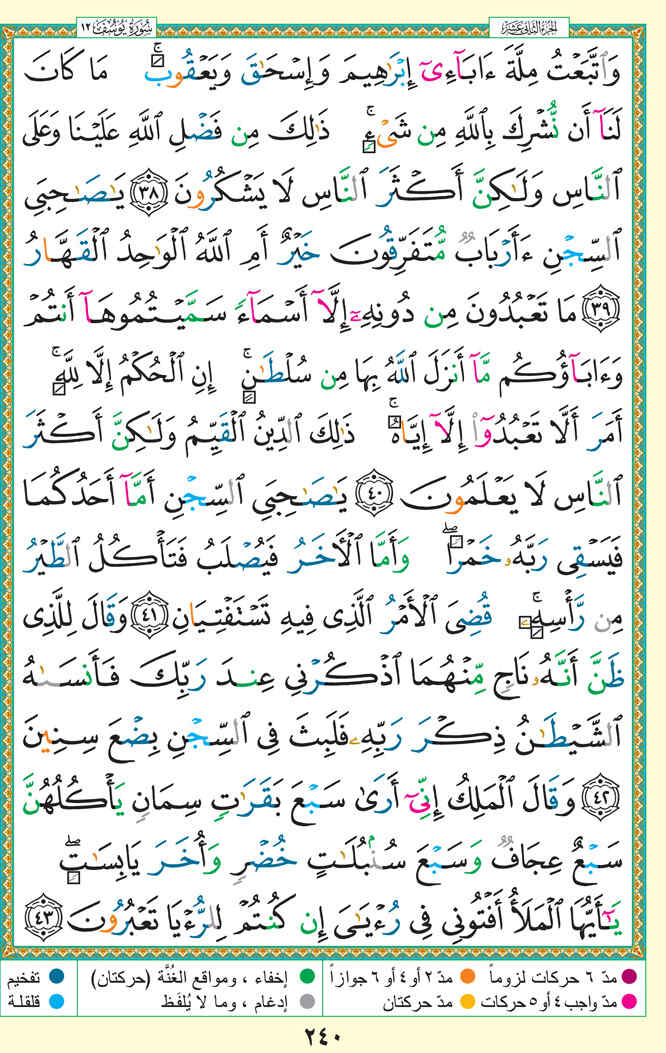 سُورَةُ يُوسُفَ ١٢
الجزء الثاني عشر
وَٱتَّبَعْتُ مِلَّةَ ءَابَآءِىٓ إِبْرَٰهِيمَ وَإِسْحَٰقَ وَيَعْقُوبَ ۚ مَا كَانَ
لَنَآ أَن نُّشْرِكَ بِٱللَّهِ مِن شَىْءٍ ۚ ذَٰلِكَ مِن فَضْلِ ٱللَّهِ عَلَيْنَا وَعَلَى
ٱلنَّاسِ وَلَٰكِنَّ أَكْثَرَ ٱلنَّاسِ لَا يَشْكُرُونَ ﴿٣٨﴾ يَٰصَٰحِبَىِ
ٱلسِّجْنِ ءَأَرْبَابٌ مُّتَفَرِّقُونَ خَيْرٌ أَمِ ٱللَّهُ ٱلْوَٰحِدُ ٱلْقَهَّارُ
﴿٣٩﴾ مَا تَعْبُدُونَ مِن دُونِهِۦٓ إِلَّآ أَسْمَآءً سَمَّيْتُمُوهَآ أَنتُمْ
وَءَابَآؤُكُم مَّآ أَنزَلَ ٱللَّهُ بِهَا مِن سُلْطَٰنٍ ۚ إِنِ ٱلْحُكْمُ إِلَّا لِلَّهِ ۚ
أَمَرَ أَلَّا تَعْبُدُوٓا۟ إِلَّآ إِيَّاهُ ۚ ذَٰلِكَ ٱلدِّينُ ٱلْقَيِّمُ وَلَٰكِنَّ أَكْثَرَ
ٱلنَّاسِ لَا يَعْلَمُونَ ﴿٤٠﴾ يَٰصَٰحِبَىِ ٱلسِّجْنِ أَمَّآ أَحَدُكُمَا
فَيَسْقِى رَبَّهُۥ خَمْرًا ۖ وَأَمَّا ٱلْءَاخَرُ فَيُصْلَبُ فَتَأْكُلُ ٱلطَّيْرُ
مِن رَّأْسِهِۦ ۚ قُضِىَ ٱلْأَمْرُ ٱلَّذِى فِيهِ تَسْتَفْتِيَانِ ﴿٤١﴾ وَقَالَ لِلَّذِى
ظَنَّ أَنَّهُۥ نَاجٍ مِّنْهُمَا ٱذْكُرْنِى عِندَ رَبِّكَ فَأَنسَىٰهُ
ٱلشَّيْطَٰنُ ذِكْرَ رَبِّهِۦ فَلَبِثَ فِى ٱلسِّجْنِ بِضْعَ سِنِينَ
﴿٤٢﴾ وَقَالَ ٱلْمَلِكُ إِنِّىٓ أَرَىٰ سَبْعَ بَقَرَٰتٍ سِمَانٍ يَأْكُلُهُنَّ
سَبْعٌ عِجَافٌ وَسَبْعَ سُنۢبُلَٰتٍ خُضْرٍ وَأُخَرَ يَابِسَٰتٍ ۖ
يَٰٓأَيُّهَا ٱلْمَلَأُ أَفْتُونِى فِى رُءْيَٰىَ إِن كُنتُمْ لِلرُّءْيَا تَعْبُرُونَ ﴿٤٣﴾
مدّ ٦ حركات لزوماً مدّ ٢ أو ٤ أو ٦ جوازاً إخفاء ، ومواقع الغُنَّة (حركتان) تفخيم
مدّ واجب ٤ أو ٥ حركات مدّ حركتان إدغام ، وما لا يُلفَظ قلقلة
٢٤٠